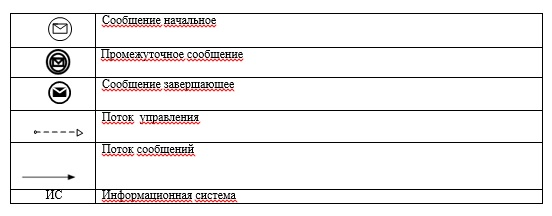 Сообщение начальное
Промежуточное сообщение
Сообщение завершающее
Поток управления
Поток сообщений
ИС Информационная система